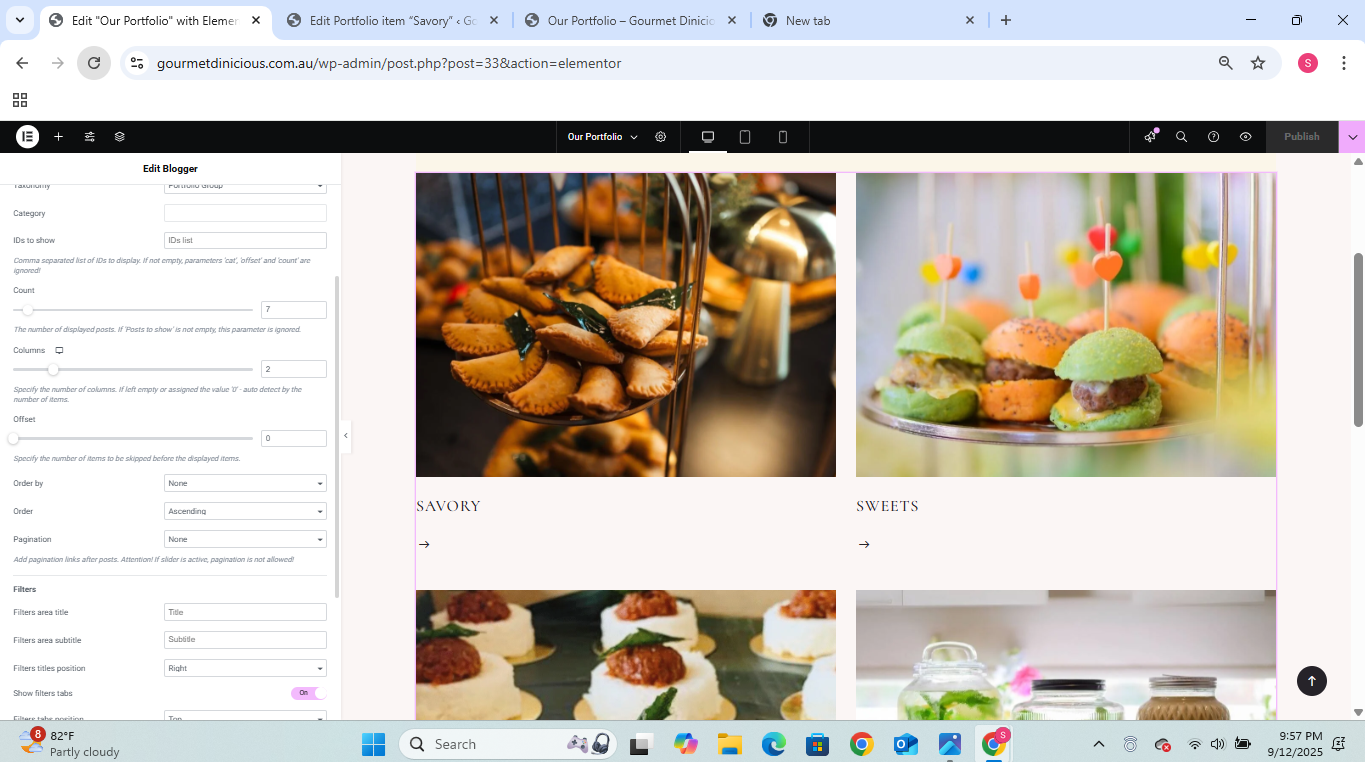 Edit "Our Portfolio" with Elemen
Edit Portfolio item "Savory" ‹ Go
Our Portfolio – Gourmet Dinicio
New tab
gourmetdinicious.com.au/wp-admin/post.php?post=33&action=elementor
S
Our Portfolio
Publish
Edit Blogger
Taxonomy
Portfolio Group
Category
IDs to show
IDs list
Comma separated list of IDs to display. If not empty, parameters 'cat', 'offset' and 'count' are
ignored!
Count
7
The number of displayed posts. If 'Posts to show' is not empty, this parameter is ignored.
Columns
2
Specify the number of columns. If left empty or assigned the value '0' - auto detect by the
number of items.
Offset
0
Specify the number of items to be skipped before the displayed items.
Order by
None
Order
Ascending
Pagination
None
Add pagination links after posts. Attention! If slider is active, pagination is not allowed!
Filters
Filters area title
Title
Filters area subtitle
Subtitle
Filters titles position
Right
Show filters tabs
On
Filters tabs position
Top
SAVORY
SWEETS
8
82°F
Partly cloudy
Search
S
9:57 PM
9/12/2025